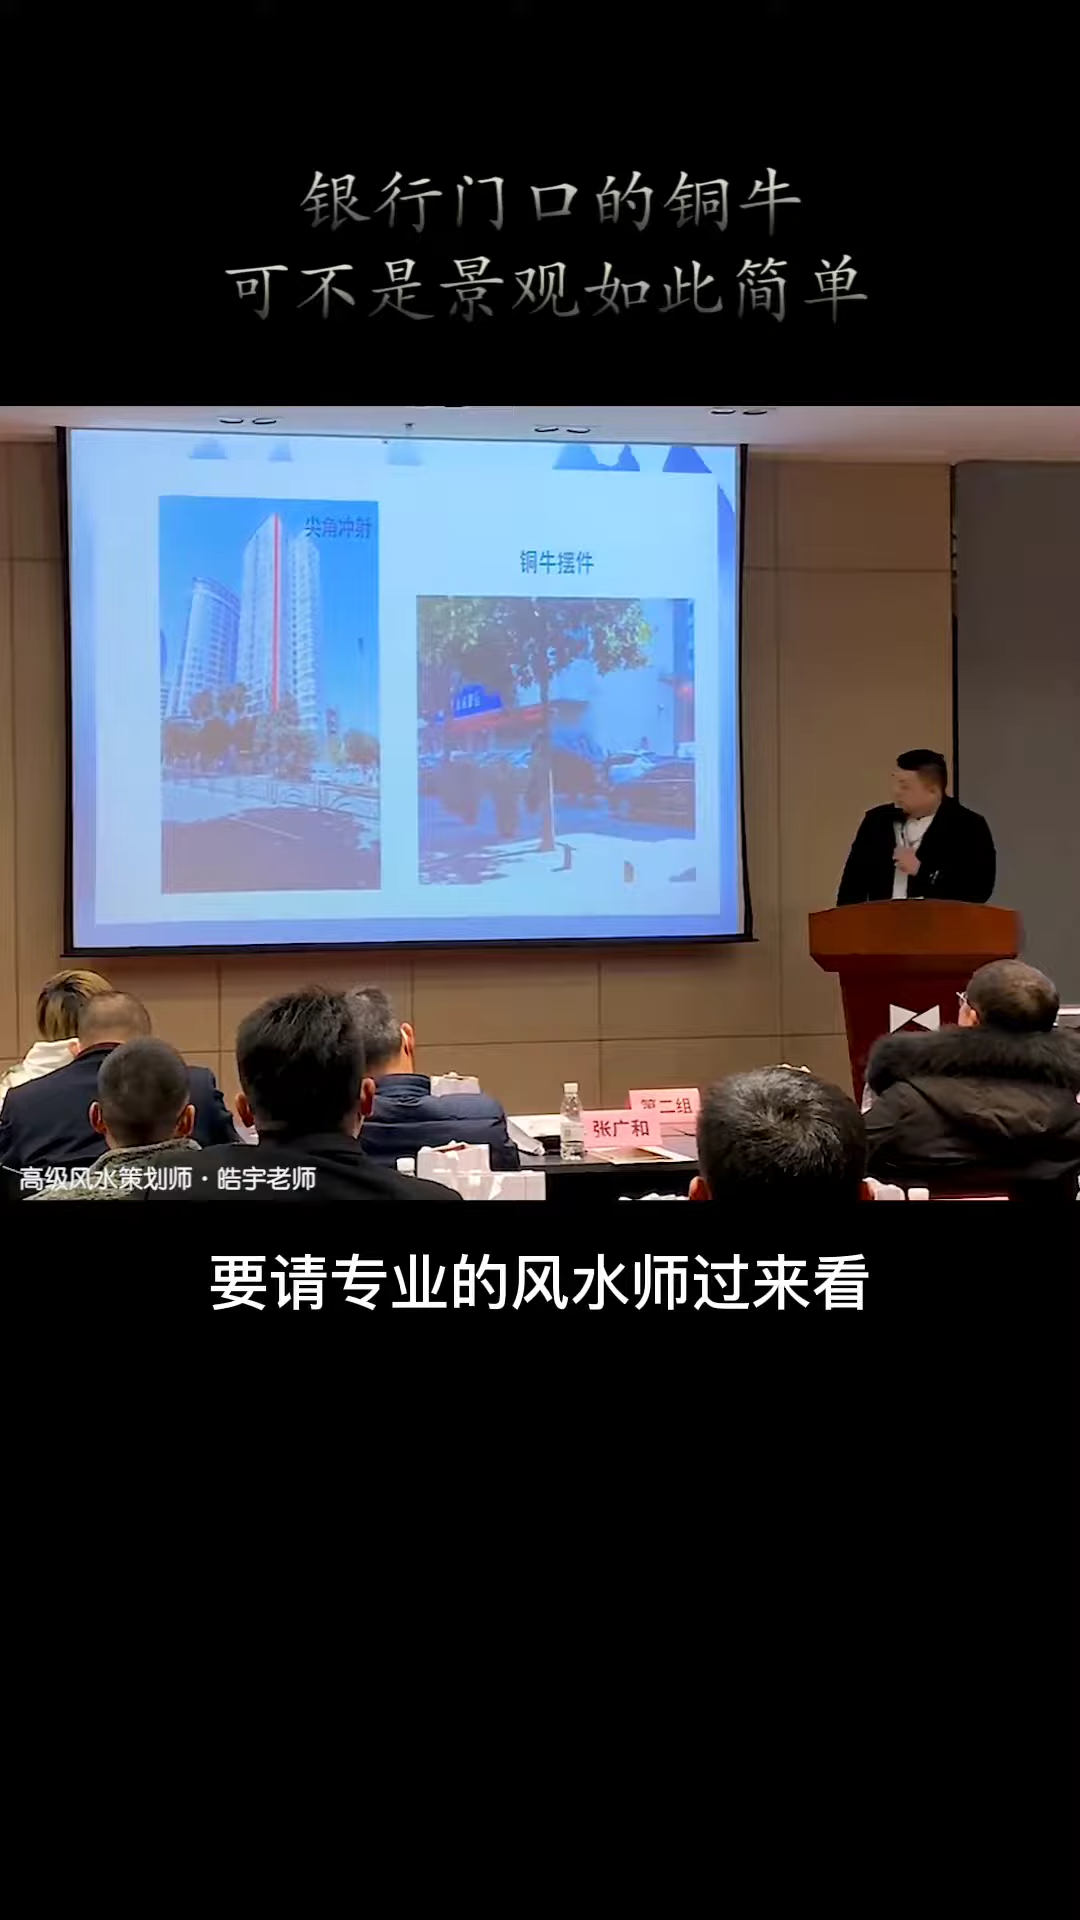 银行门口的铜牛
可不是景观如此简单
尖角冲射
铜牛摆件
第二组
张广和
高级风水策划师·皓宇老师
要请专业的风水师过来看